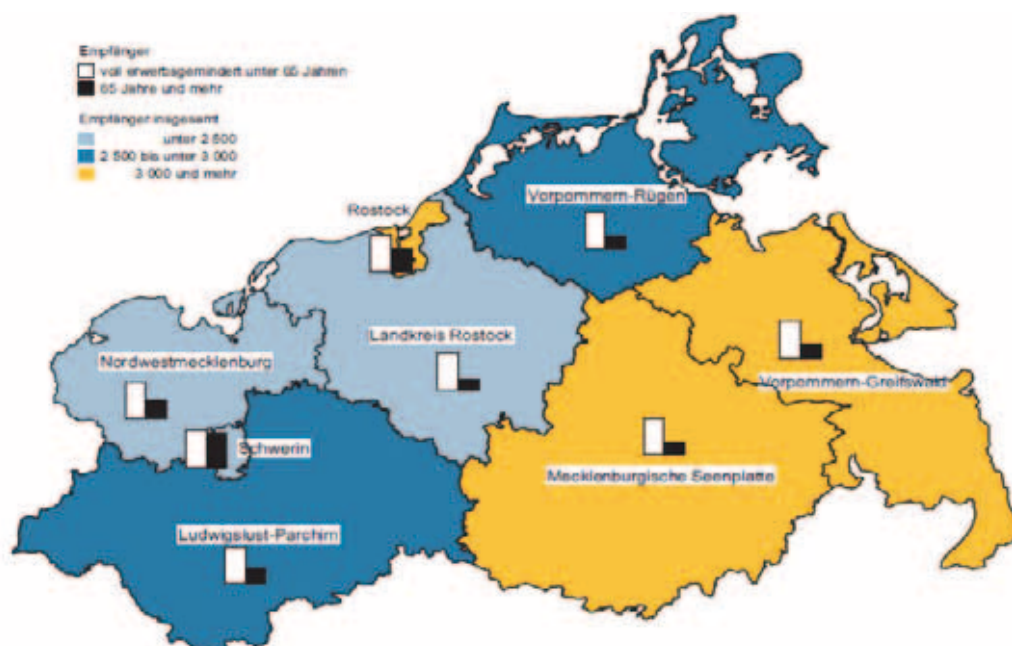 Empfänger
voll erwerbsgemindert unter 65 Jahren
65 Jahre und mehr
Empfänger insgesamt
unter 2 500
2 500 bis unter 3 000
3 000 und mehr
Rostock
Vorpommern-Rügen
Landkreis Rostock
Nordwestmecklenburg
Vorpommern-Greifswald
Schwerin
Mecklenburgische Seenplatte
Ludwigslust-Parchim